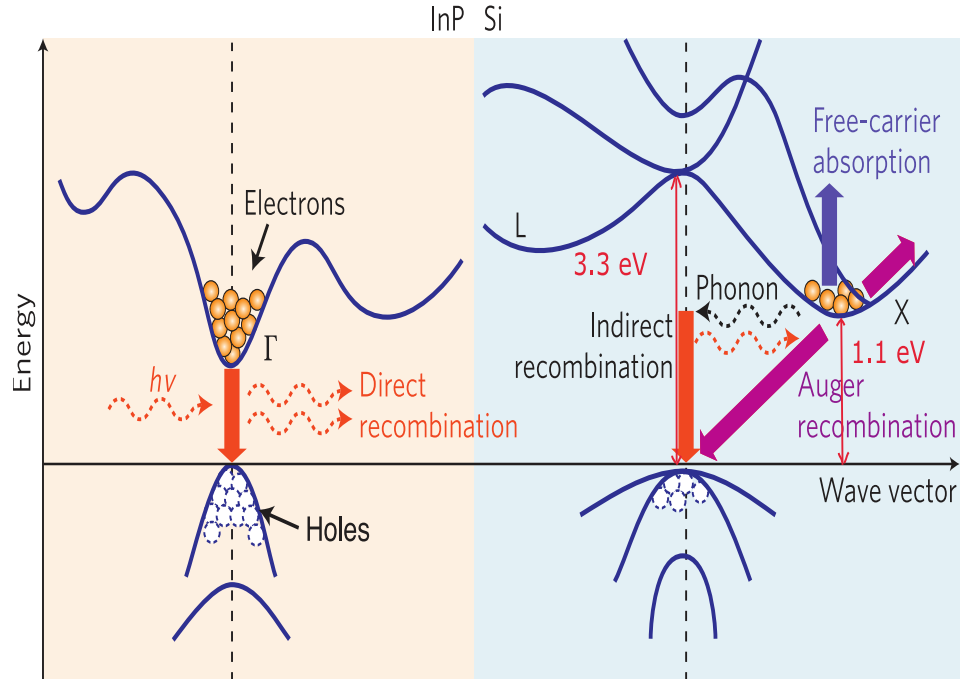 InP Si
Energy
Electrons
Γ
hν
Direct
recombination
Holes
L
3.3 eV
Free-carrier
absorption
Phonon
Indirect
recombination
X
1.1 eV
Auger
recombination
Wave vector